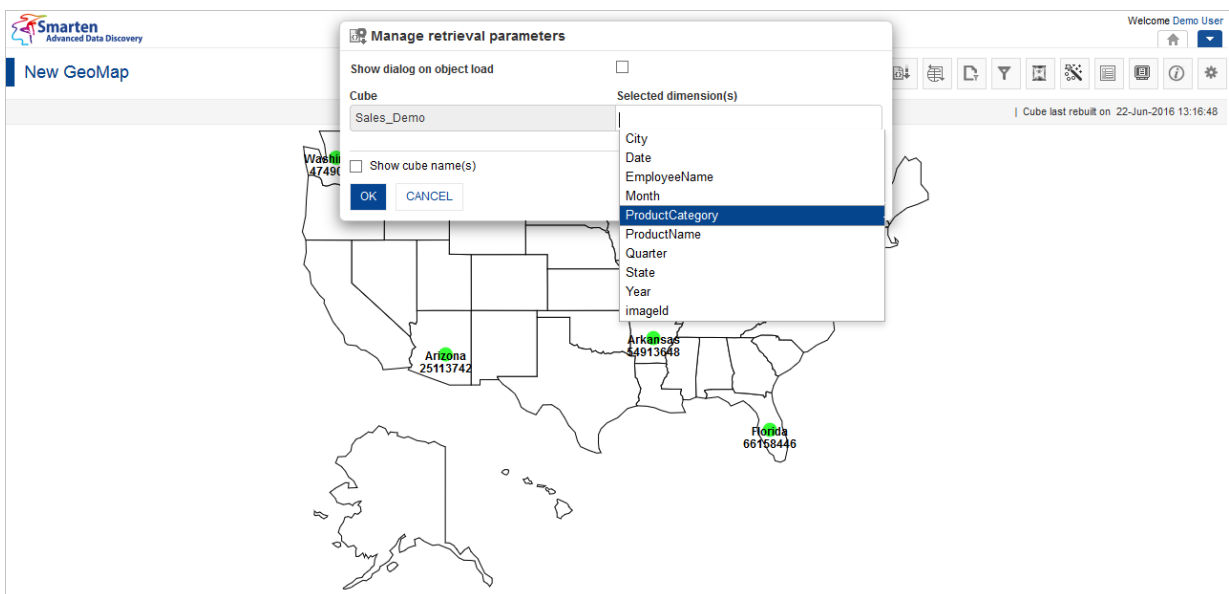 Smarten
Advanced Data Discovery
Welcome Demo User
New GeoMap
Manage retrieval parameters
Show dialog on object load
Cube
Selected dimension(s)
Sales_Demo
Show cube name(s)
OK
CANCEL
City
Date
EmployeeName
Month
ProductCategory
ProductName
Quarter
State
Year
imageId
| Cube last rebuilt on 22-Jun-2016 13:16:48
Washi
47490
Arizona
25113742
Arkansas
54913648
Florida
66158446